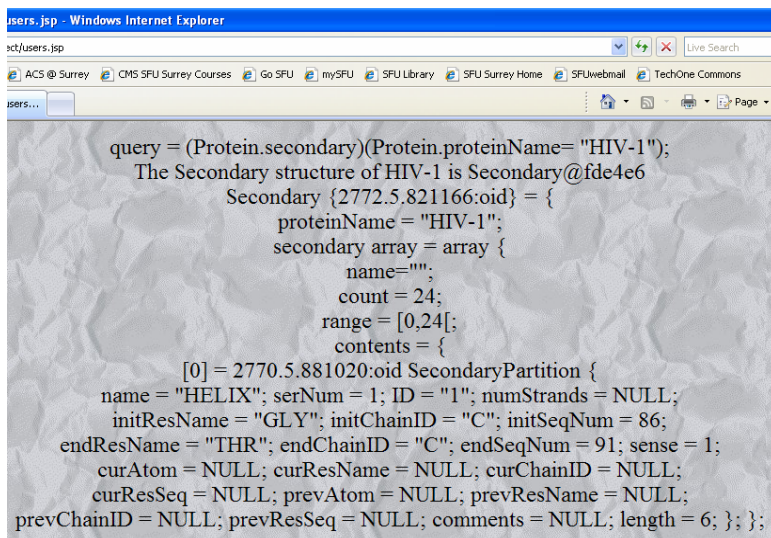 users.jsp - Windows Internet Explorer
ect/users.jsp
Live Search
ACS @ Surrey CMS SFU Surrey Courses Go SFU mySFU SFU Library SFU Surrey Home SFUwebmail TechOne Commons
users...
Page
query = (Protein.secondary)(Protein.proteinName= "HIV-1");
The Secondary structure of HIV-1 is Secondary@fde4e6
Secondary {2772.5.821166:oid} = {
proteinName = "HIV-1";
secondary array = array {
name="";
count = 24;
range = [0,24[;
contents = {
[0] = 2770.5.881020:oid SecondaryPartition {
name = "HELIX"; serNum = 1; ID = "1"; numStrands = NULL;
initResName = "GLY"; initChainID = "C"; initSeqNum = 86;
endResName = "THR"; endChainID = "C"; endSeqNum = 91; sense = 1;
curAtom = NULL; curResName = NULL; curChainID = NULL;
curResSeq = NULL; prevAtom = NULL; prevResName = NULL;
prevChainID = NULL; prevResSeq = NULL; comments = NULL; length = 6; }; };